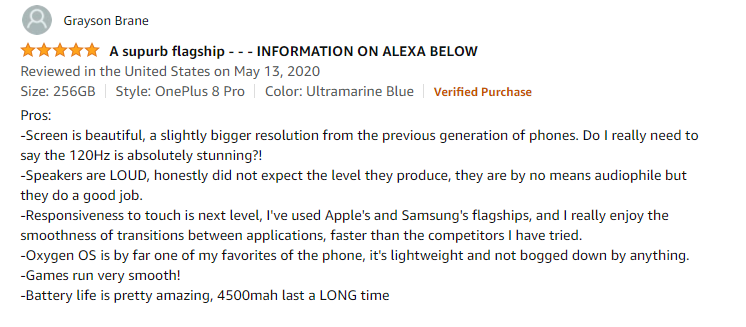 Grayson Brane
A supurb flagship - - - INFORMATION ON ALEXA BELOW
Reviewed in the United States on May 13, 2020
Size: 256GB | Style: OnePlus 8 Pro | Color: Ultramarine Blue | Verified Purchase
Pros:
-Screen is beautiful, a slightly bigger resolution from the previous generation of phones. Do I really need to
say the 120Hz is absolutely stunning?!
-Speakers are LOUD, honestly did not expect the level they produce, they are by no means audiophile but
they do a good job.
-Responsiveness to touch is next level, I've used Apple's and Samsung's flagships, and I really enjoy the
smoothness of transitions between applications, faster than the competitors I have tried.
-Oxygen OS is by far one of my favorites of the phone, it's lightweight and not bogged down by anything.
-Games run very smooth!
-Battery life is pretty amazing, 4500mah last a LONG time